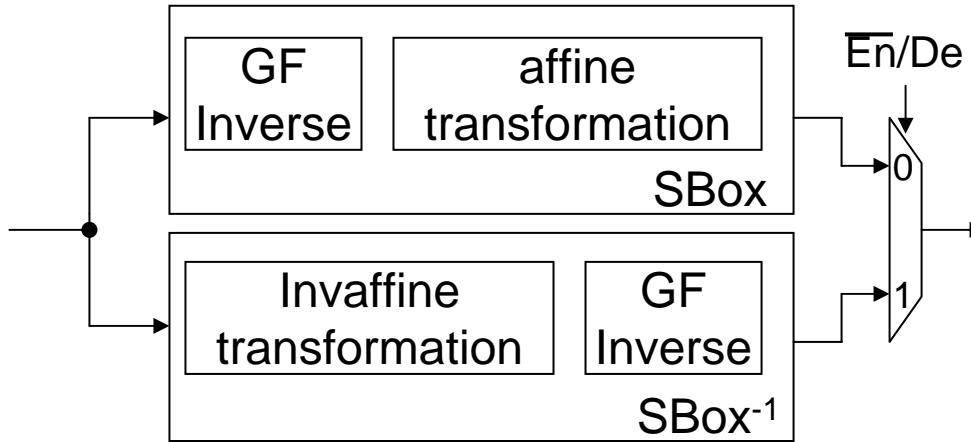 GF
Inverse
affine
transformation
SBox
En/De
0
1
Invaffine
transformation
GF
Inverse
SBox⁻¹